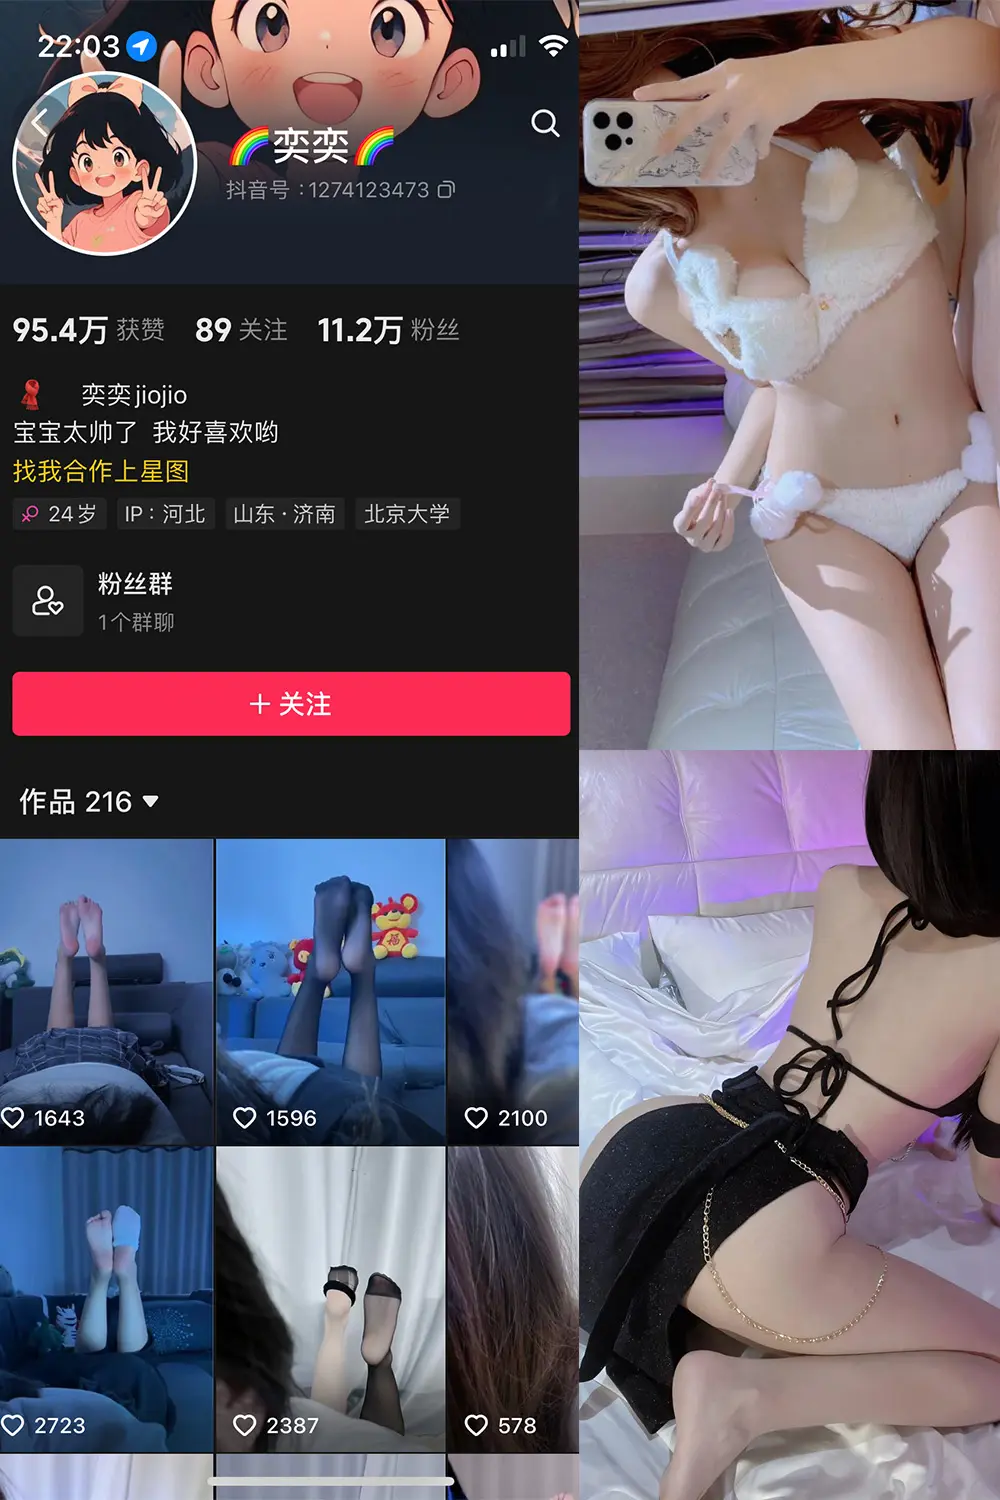 22:03
🌈奕奕🌈
抖音号：1274123473
95.4万 获赞 89 关注 11.2万 粉丝
奕奕jiojio
宝宝太帅了 我好喜欢哟
找我合作上星图
24岁 IP：河北 山东·济南 北京大学
粉丝群
1个群聊
＋ 关注
作品 216
1643 1596 2100
2723 2387 578